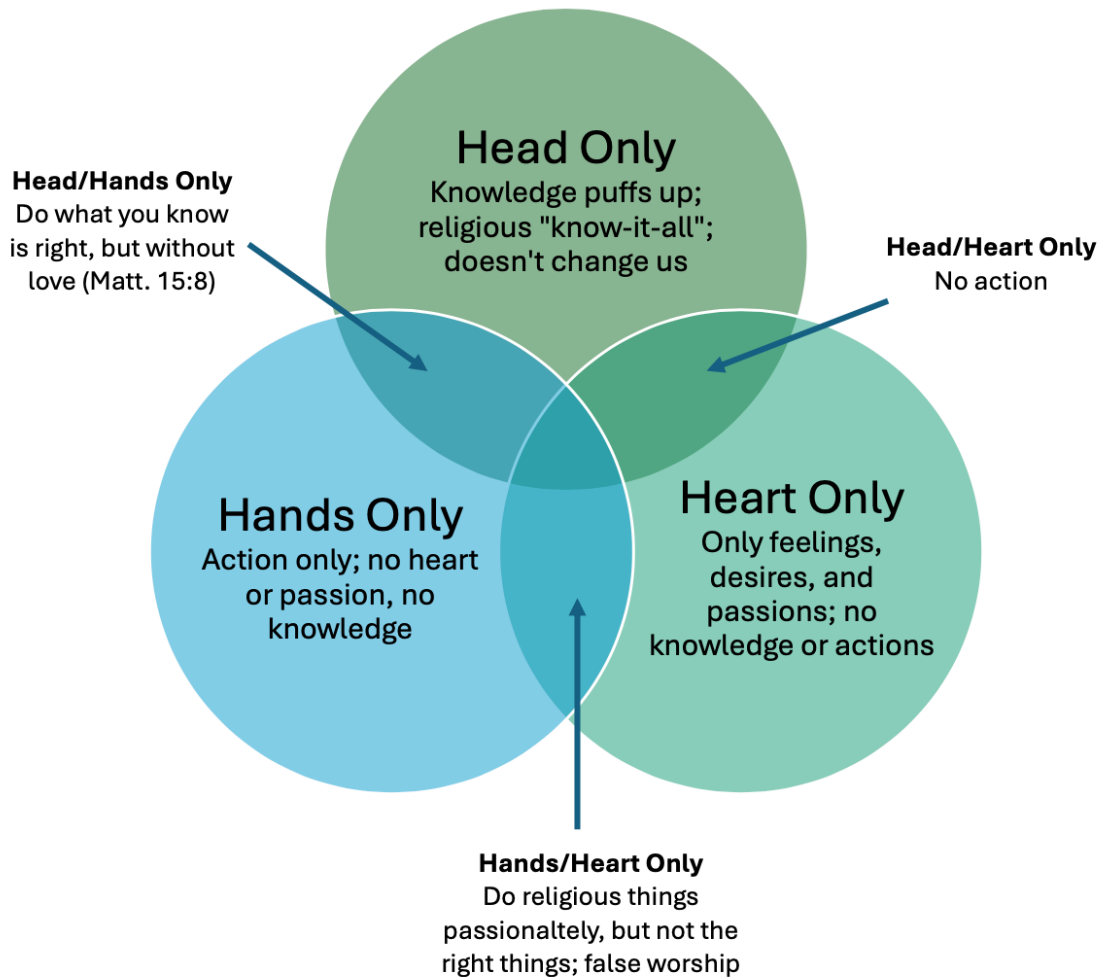 Head Only
Knowledge puffs up;
religious "know-it-all";
doesn't change us
Head/Hands Only
Do what you know
is right, but without
love (Matt. 15:8)
Head/Heart Only
No action
Hands Only
Action only; no heart
or passion, no
knowledge
Heart Only
Only feelings,
desires, and
passions; no
knowledge or actions
Hands/Heart Only
Do religious things
passionaltely, but not the
right things; false worship